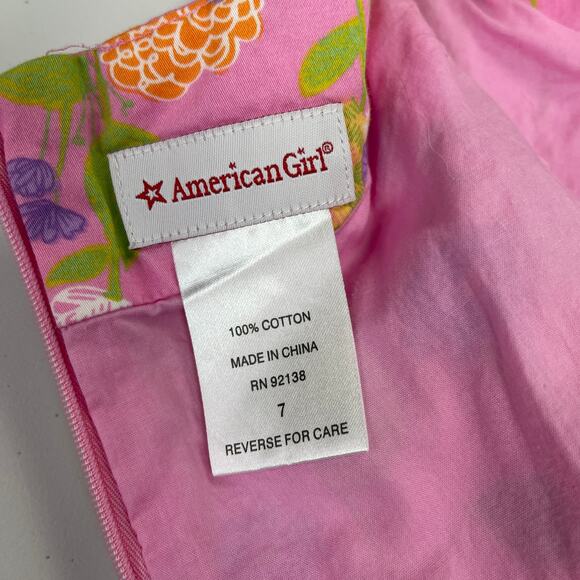 American Girl®
100% COTTON
MADE IN CHINA
RN 92138
7
REVERSE FOR CARE